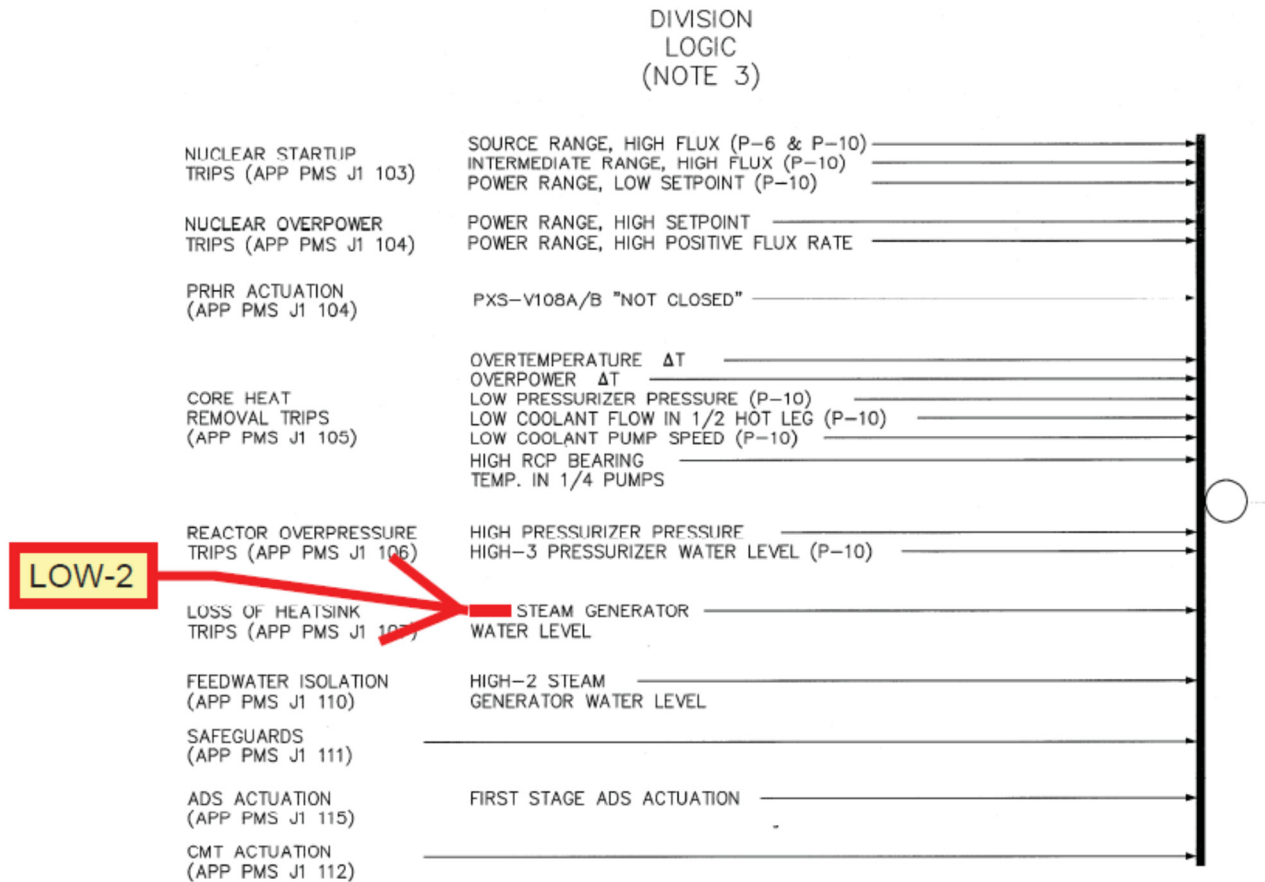 DIVISION
LOGIC
(NOTE 3)
NUCLEAR STARTUP
TRIPS (APP PMS J1 103)
SOURCE RANGE, HIGH FLUX (P-6 & P-10)
INTERMEDIATE RANGE, HIGH FLUX (P-10)
POWER RANGE, LOW SETPOINT (P-10)
NUCLEAR OVERPOWER
TRIPS (APP PMS J1 104)
POWER RANGE, HIGH SETPOINT
POWER RANGE, HIGH POSITIVE FLUX RATE
PRHR ACTUATION
(APP PMS J1 104)
PXS-V108A/B "NOT CLOSED"
CORE HEAT
REMOVAL TRIPS
(APP PMS J1 105)
OVERTEMPERATURE ΔT
OVERPOWER ΔT
LOW PRESSURIZER PRESSURE (P-10)
LOW COOLANT FLOW IN 1/2 HOT LEG (P-10)
LOW COOLANT PUMP SPEED (P-10)
HIGH RCP BEARING
TEMP. IN 1/4 PUMPS
REACTOR OVERPRESSURE
TRIPS (APP PMS J1 106)
HIGH PRESSURIZER PRESSURE
HIGH-3 PRESSURIZER WATER LEVEL (P-10)
LOW-2
LOSS OF HEATSINK
TRIPS (APP PMS J1 107)
STEAM GENERATOR
WATER LEVEL
FEEDWATER ISOLATION
(APP PMS J1 110)
HIGH-2 STEAM
GENERATOR WATER LEVEL
SAFEGUARDS
(APP PMS J1 111)
ADS ACTUATION
(APP PMS J1 115)
FIRST STAGE ADS ACTUATION
CMT ACTUATION
(APP PMS J1 112)